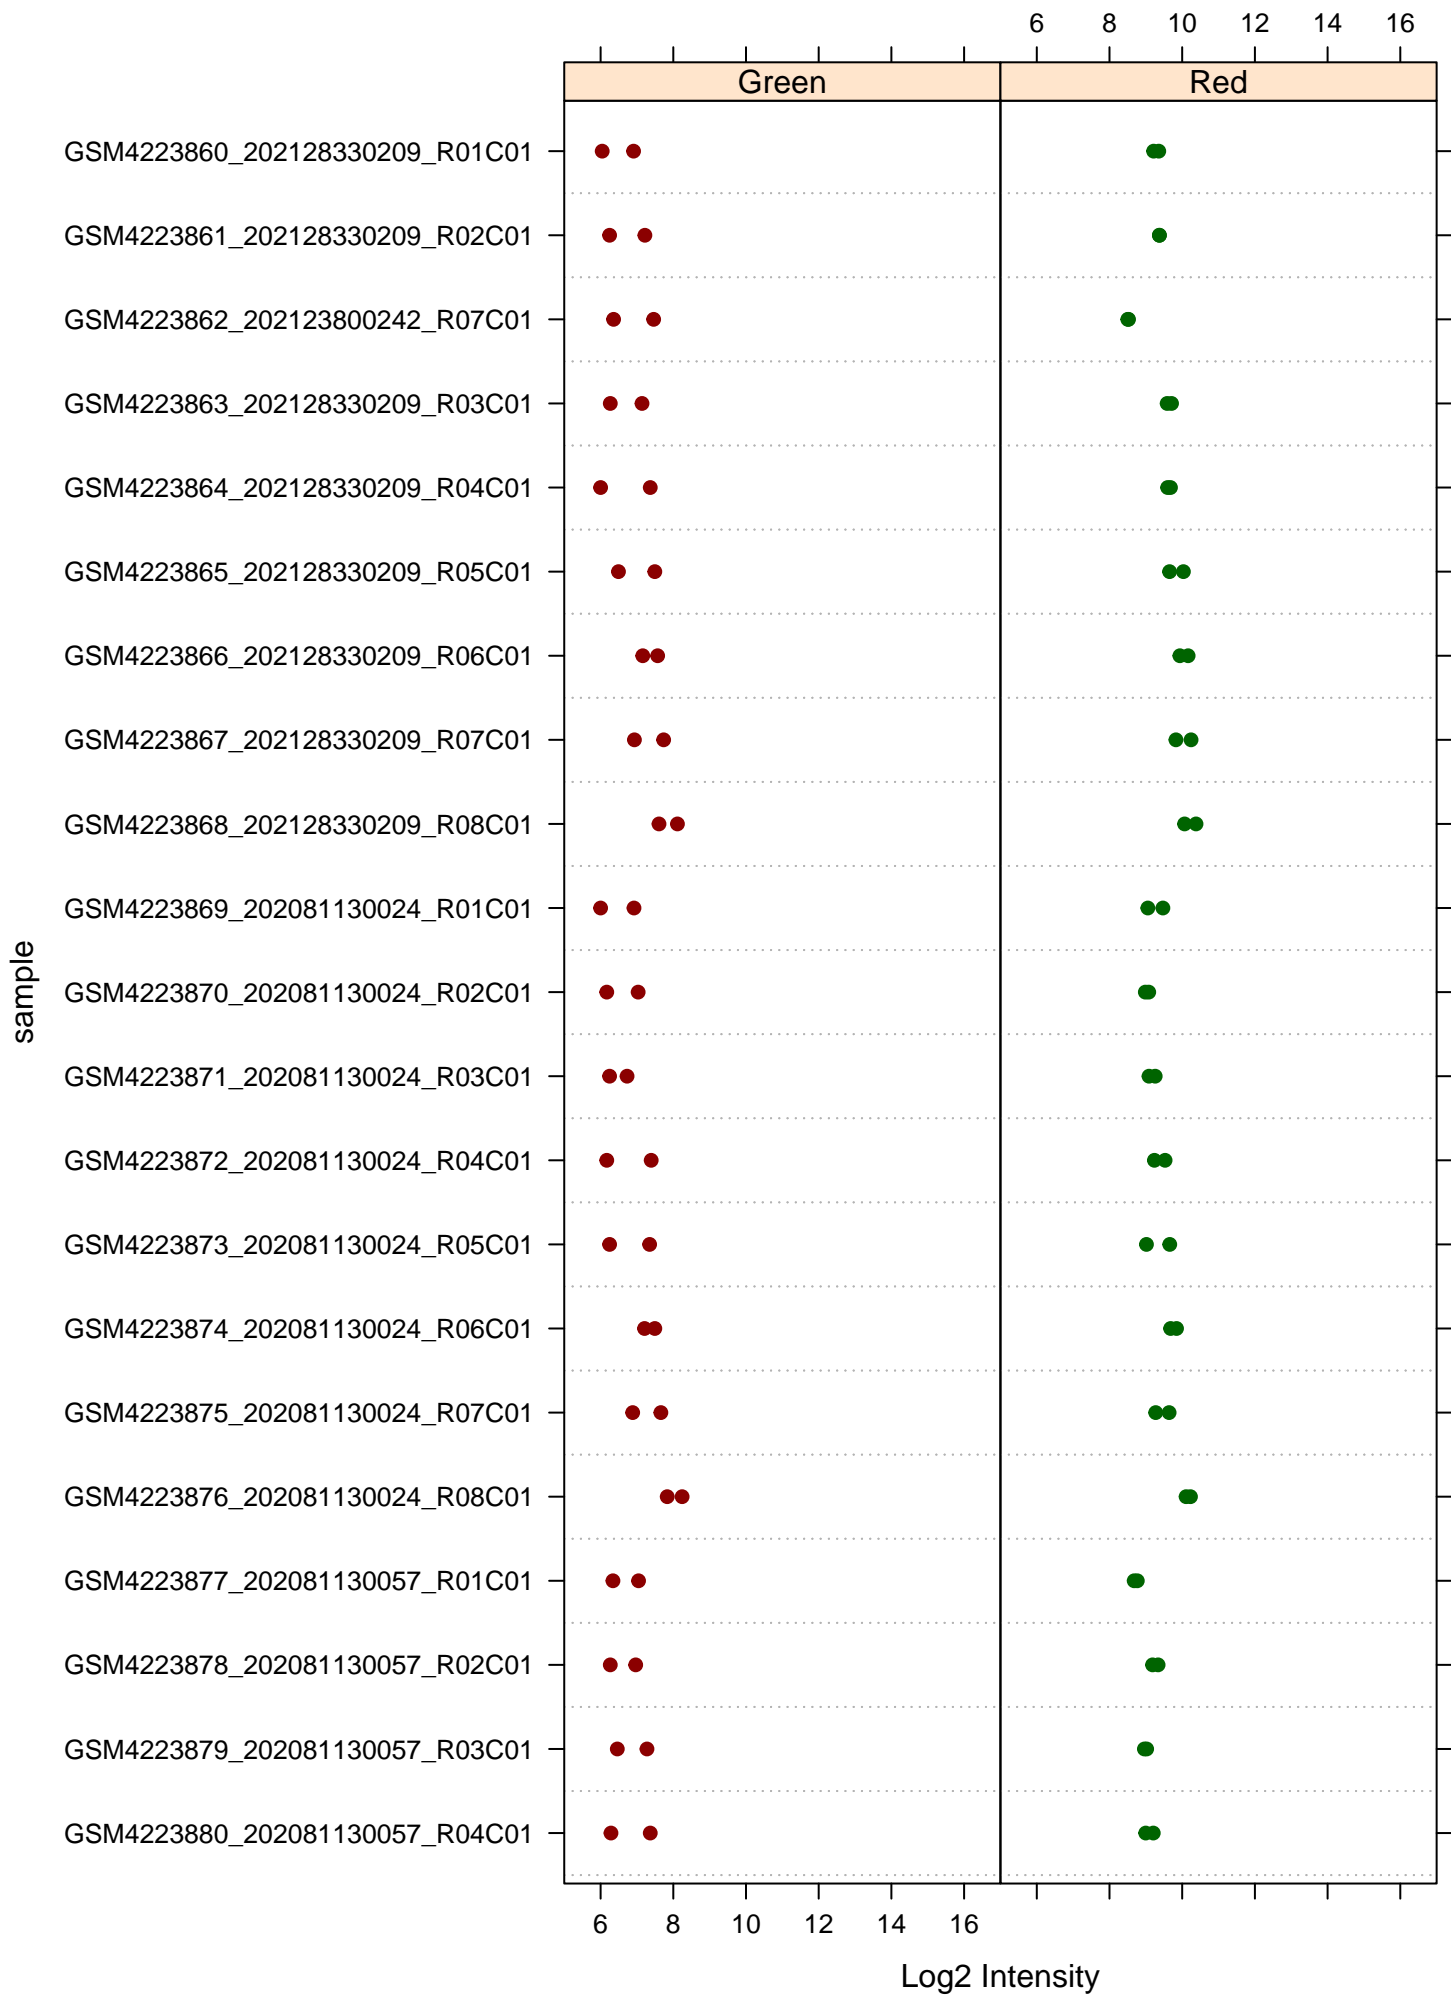 6 8 10 12 14 16
Green Red
GSM4223860_202128330209_R01C01
GSM4223861_202128330209_R02C01
GSM4223862_202123800242_R07C01
GSM4223863_202128330209_R03C01
GSM4223864_202128330209_R04C01
GSM4223865_202128330209_R05C01
GSM4223866_202128330209_R06C01
GSM4223867_202128330209_R07C01
GSM4223868_202128330209_R08C01
GSM4223869_202081130024_R01C01
GSM4223870_202081130024_R02C01
GSM4223871_202081130024_R03C01
GSM4223872_202081130024_R04C01
GSM4223873_202081130024_R05C01
GSM4223874_202081130024_R06C01
GSM4223875_202081130024_R07C01
GSM4223876_202081130024_R08C01
GSM4223877_202081130057_R01C01
GSM4223878_202081130057_R02C01
GSM4223879_202081130057_R03C01
GSM4223880_202081130057_R04C01
sample
6 8 10 12 14 16
Log2 Intensity